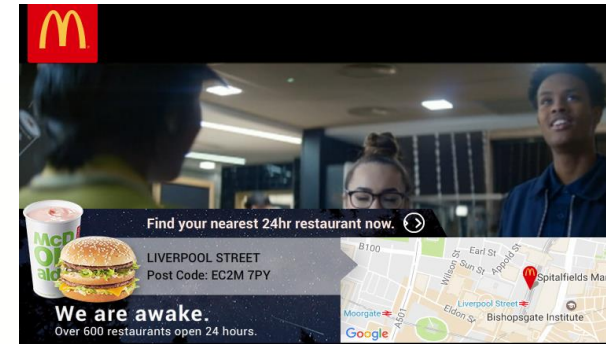 Find your nearest 24hr restaurant now.
LIVERPOOL STREET
Post Code: EC2M 7PY
We are awake.
Over 600 restaurants open 24 hours.
B100
Wilson St
Earl St
Sun St
Appold St
Spitalfields Ma
Liverpool Street
Eldon St
Moorgate
A501
Bishopsgate Institute
Google
McD